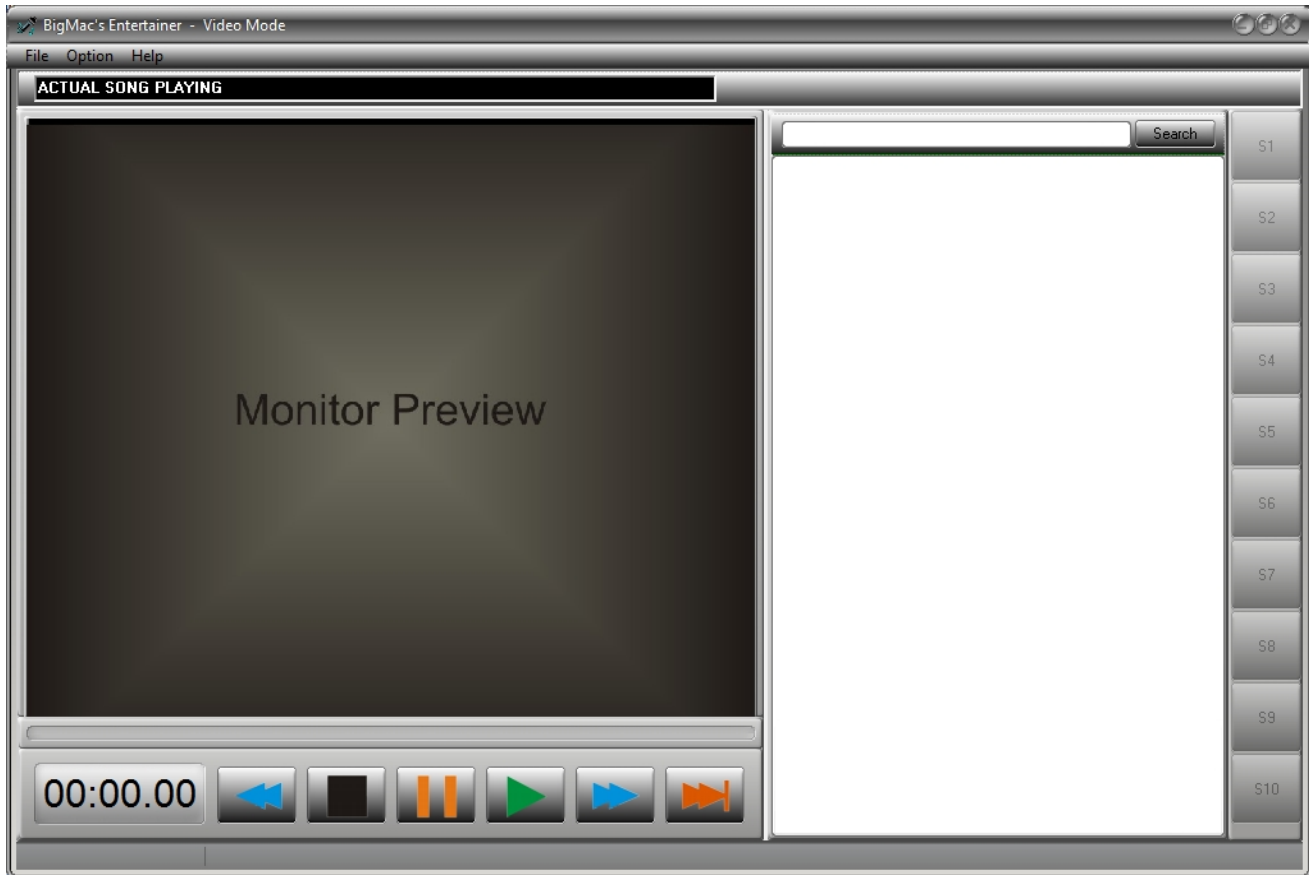 BigMac's Entertainer - Video Mode
File Option Help
ACTUAL SONG PLAYING
Search
Monitor Preview
S1
S2
S3
S4
S5
S6
S7
S8
S9
S10
00:00.00